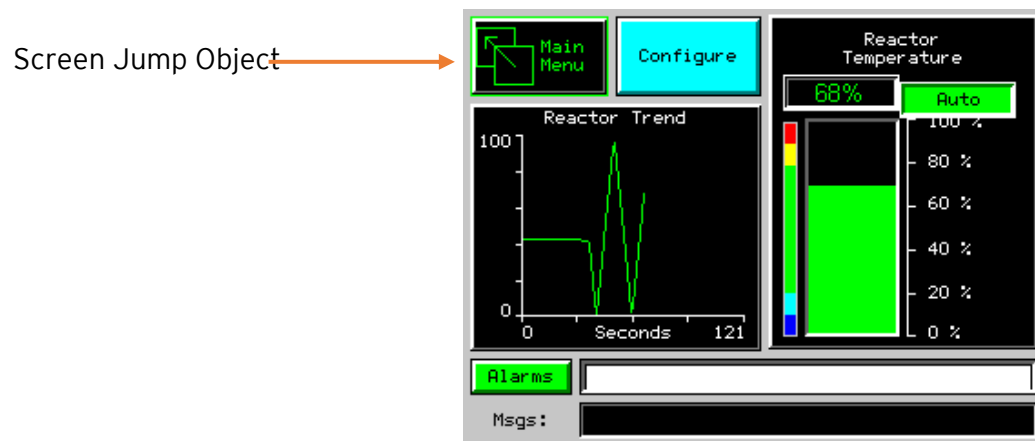 Screen Jump Object
Main
Menu
Configure
Reactor
Temperature
68%
Auto
100 %
80 %
60 %
40 %
20 %
0 %
Reactor Trend
100
0
0
Seconds
121
Alarms
Msgs: